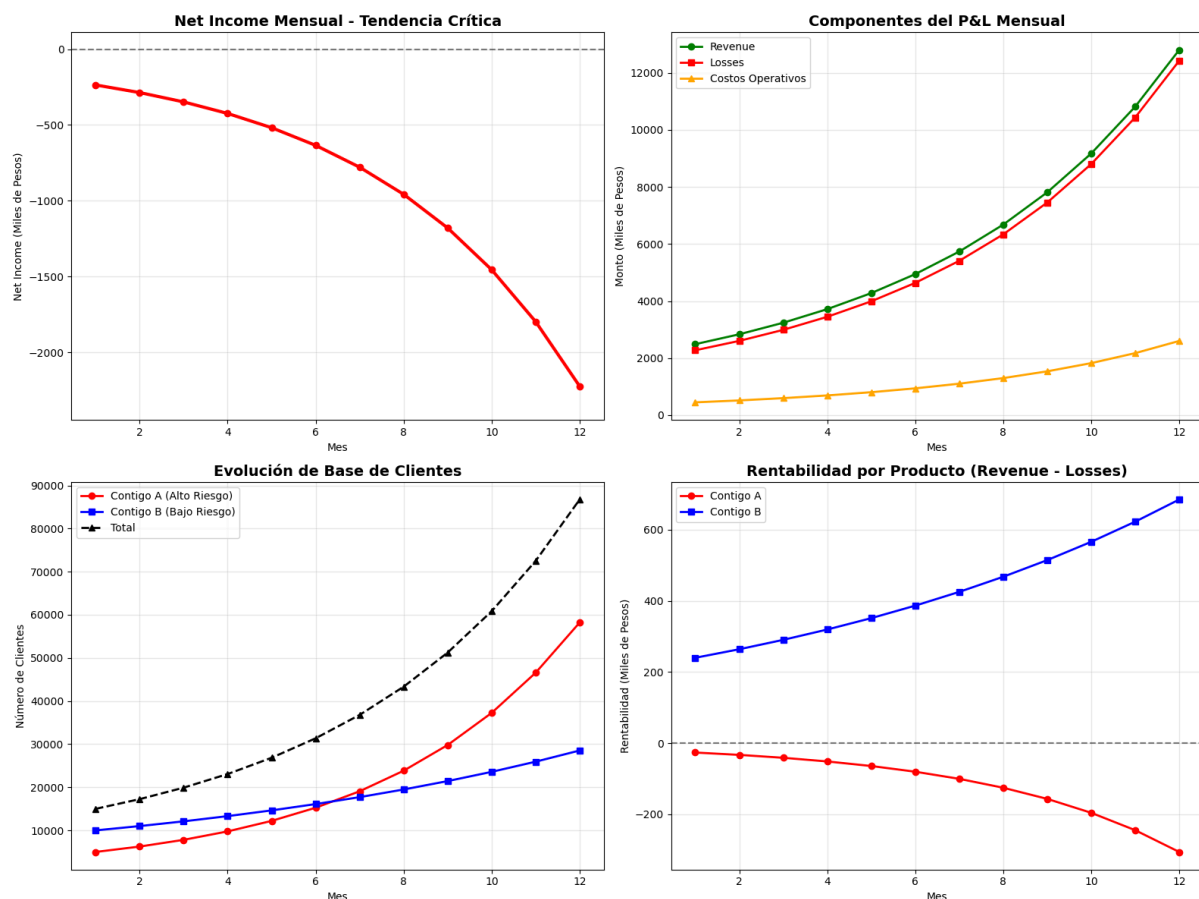 Net Income Mensual - Tendencia Crítica
Net Income (Miles de Pesos)
0
−500
−1000
−1500
−2000
2
4
6
8
10
12
Mes
Componentes del P&L Mensual
Revenue
Losses
Costos Operativos
Monto (Miles de Pesos)
12000
10000
8000
6000
4000
2000
0
2
4
6
8
10
12
Mes
Evolución de Base de Clientes
Contigo A (Alto Riesgo)
Contigo B (Bajo Riesgo)
Total
Número de Clientes
90000
80000
70000
60000
50000
40000
30000
20000
10000
2
4
6
8
10
12
Mes
Rentabilidad por Producto (Revenue - Losses)
Contigo A
Contigo B
Rentabilidad (Miles de Pesos)
600
400
200
0
−200
2
4
6
8
10
12
Mes